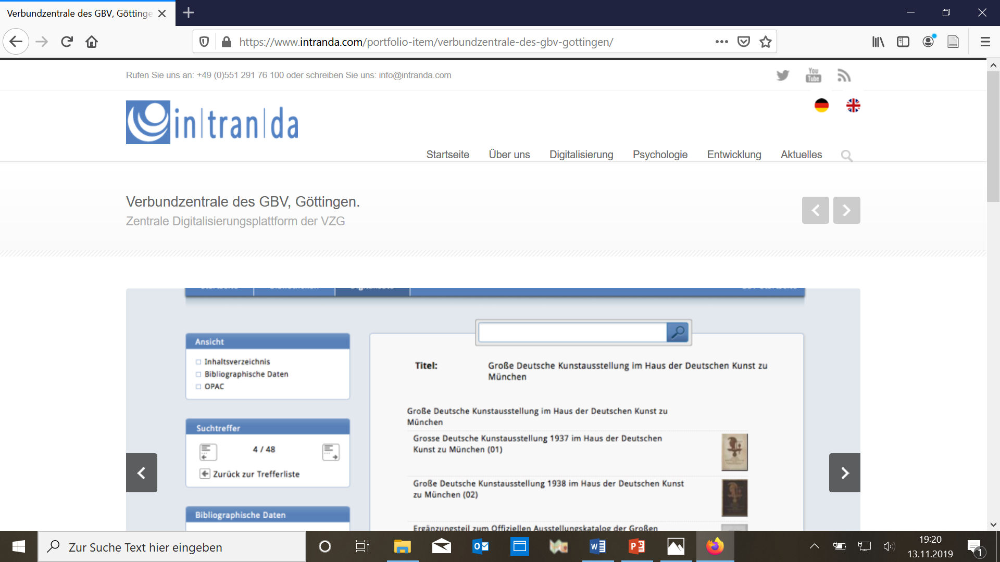 Verbundzentrale des GBV, Göttinge
https://www.intranda.com/portfolio-item/verbundzentrale-des-gbv-gottingen/
Rufen Sie uns an: +49 (0)551 291 76 100 oder schreiben Sie uns: info@intranda.com
You
Tube
in|tran|da
Startseite Über uns Digitalisierung Psychologie Entwicklung Aktuelles
Verbundzentrale des GBV, Göttingen.
Zentrale Digitalisierungsplattform der VZG
Ansicht
Inhaltsverzeichnis
Bibliographische Daten
OPAC
Suchtreffer
4 / 48
Zurück zur Trefferliste
Bibliographische Daten
Titel: Große Deutsche Kunstausstellung im Haus der Deutschen Kunst zu
München
Große Deutsche Kunstausstellung im Haus der Deutschen Kunst zu
München
Grosse Deutsche Kunstausstellung 1937 im Haus der Deutschen
Kunst zu München (01)
Große Deutsche Kunstausstellung 1938 im Haus der Deutschen Kunst
zu München (02)
Ergänzungsteil zum Offiziellen Ausstellungskatalog der Großen
Zur Suche Text hier eingeben
19:20
13.11.2019
1